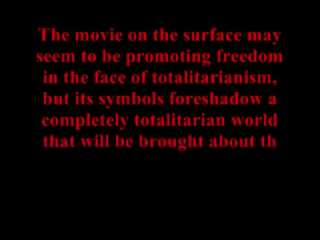 The movie on the surface may
seem to be promoting freedom
in the face of totalitarianism,
but its symbols foreshadow a
completely totalitarian world
that will be brought about th